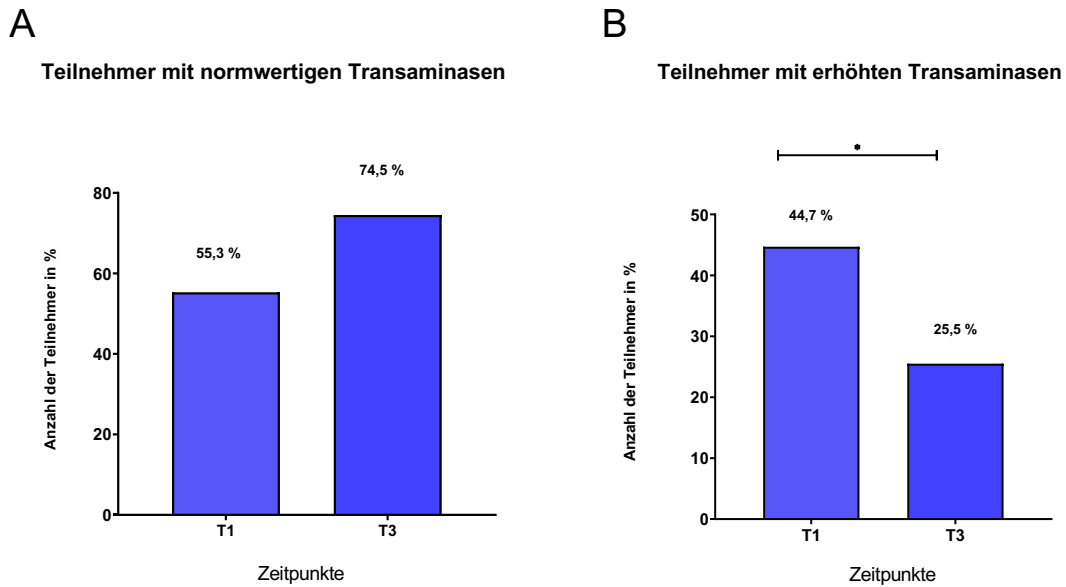 A
Teilnehmer mit normwertigen Transaminasen
74,5 %
55,3 %
Anzahl der Teilnehmer in %
80
60
40
20
0
T1
T3
Zeitpunkte
B
Teilnehmer mit erhöhten Transaminasen
*
44,7 %
25,5 %
Anzahl der Teilnehmer in %
50
40
30
20
10
0
T1
T3
Zeitpunkte